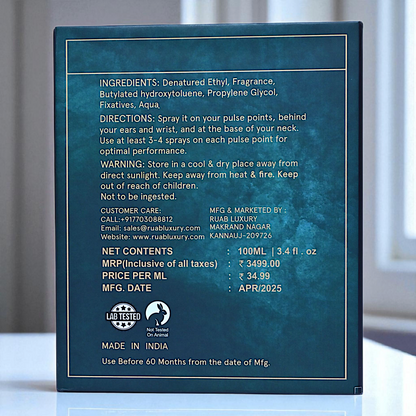 INGREDIENTS: Denatured Ethyl, Fragrance,
Butylated hydroxytoluene, Propylene Glycol,
Fixatives, Aqua
DIRECTIONS: Spray it on your pulse points, behind
your ears and wrist, and at the base of your neck.
Use at least 3-4 sprays on each pulse point for
optimal performance.
WARNING: Store in a cool & dry place away from
direct sunlight. Keep away from heat & fire. Keep
out of reach of children.
Not to be ingested.
CUSTOMER CARE:
CALL:+917703088812
Email: sales@ruabluxury.com
Website: www.ruabluxury.com
MFG & MARKETED BY :
RUAB LUXURY
MAKRAND NAGAR
KANNAUJ-209726
NET CONTENTS : 100ML | 3.4 fl . oz
MRP(Inclusive of all taxes) : ₹ 3499.00
PRICE PER ML : ₹ 34.99
MFG. DATE : APR/2025
LAB TESTED
Not Tested
On Animal
MADE IN INDIA
Use Before 60 Months from the date of Mfg.